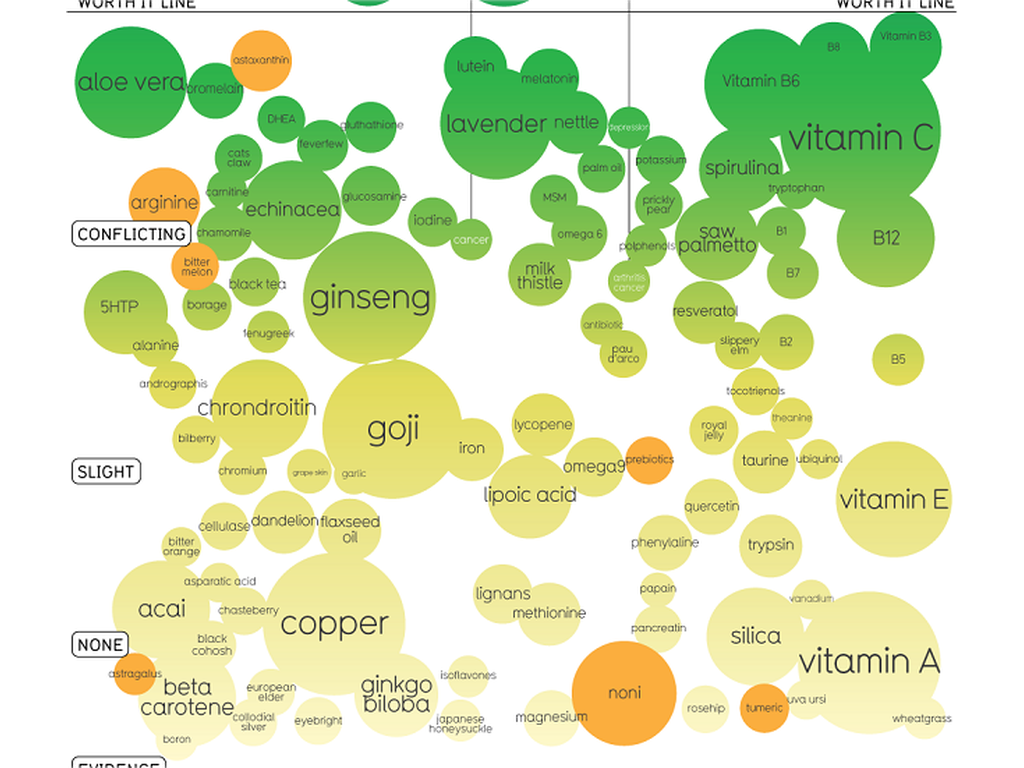 WORTH IT LINE
WORTH IT LINE
Vitamin B3
B8
astaxanthin
lutein
melatonin
aloe vera
bromelain
Vitamin B6
DHEA
gluthathione
lavender
nettle
depression
vitamin C
feverfew
cats
claw
palm oil
potassium
spirulina
carnitine
glucosamine
MSM
prickly
pear
tryptophan
arginine
echinacea
iodine
CONFLICTING
chamomile
cancer
omega 6
polphenols
saw
palmetto
B1
B12
bitter
melon
black tea
milk
thistle
arthritis
cancer
B7
5HTP
borage
ginseng
resveratol
fenugreek
antibiotic
alanine
pau
d'arco
slippery
elm
B2
B5
andrographis
tocotrienols
chrondroitin
goji
lycopene
theanine
bilberry
iron
royal
jelly
SLIGHT
chromium
grape skin
garlic
omega9
prebiotics
taurine
ubiquinol
lipoic acid
vitamin E
quercetin
cellulase
dandelion
flaxseed
oil
bitter
orange
phenylaline
trypsin
asparatic acid
papain
vanadium
acai
chasteberry
copper
lignans
methionine
pancreatin
silica
NONE
black
cohosh
vitamin A
astragalus
beta
carotene
european
elder
ginkgo
biloba
isoflavones
noni
uva ursi
collodial
silver
eyebright
japanese
honeysuckle
magnesium
rosehip
tumeric
wheatgrass
boron
EVIDENCE